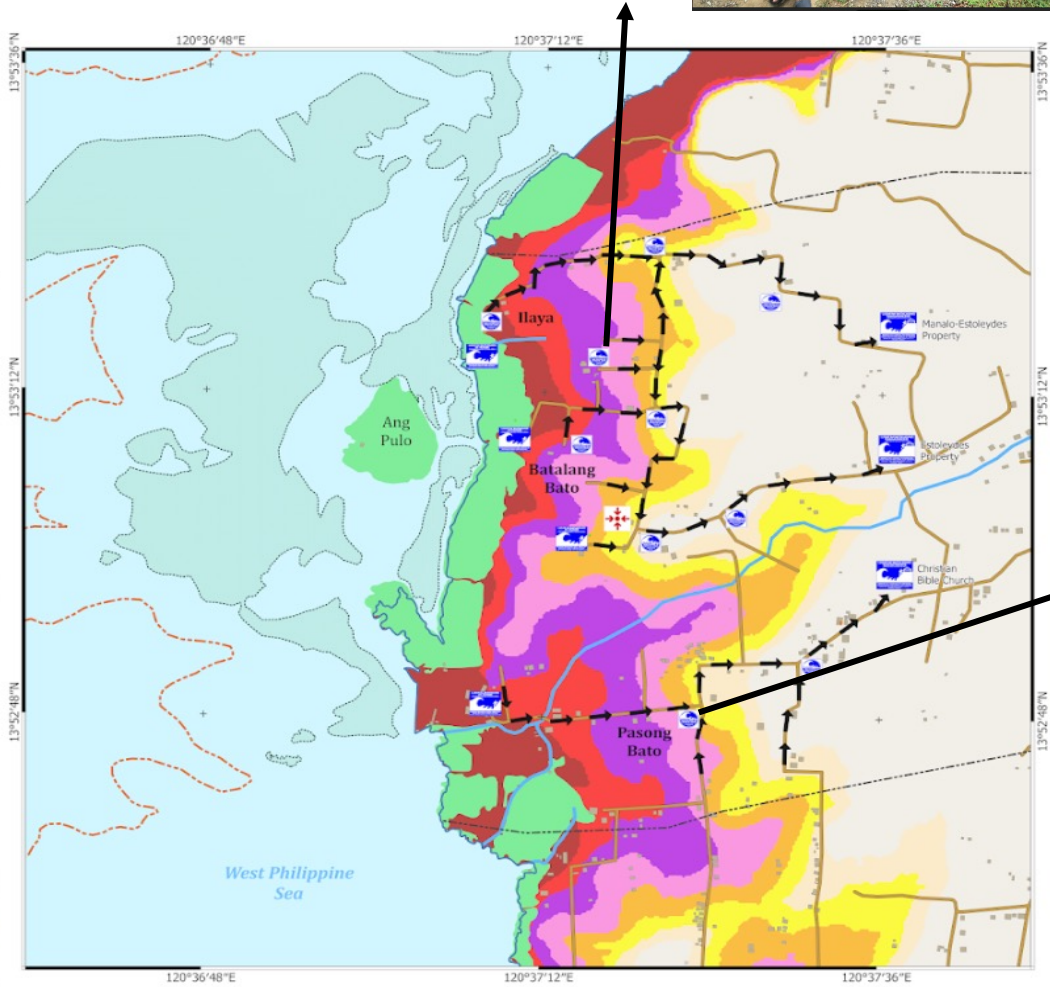 120°36'48"E
120°37'12"E
120°37'36"E
13°53'36"N
13°53'36"N
Ilaya
Manalo-Estoleydes
Property
13°53'12"N
13°53'12"N
Ang
Pulo
Estoleydes
Property
Batalang
Bato
Christian
Bible Church
13°52'48"N
13°52'48"N
Pasong
Bato
West Philippine
Sea
120°36'48"E
120°37'12"E
120°37'36"E